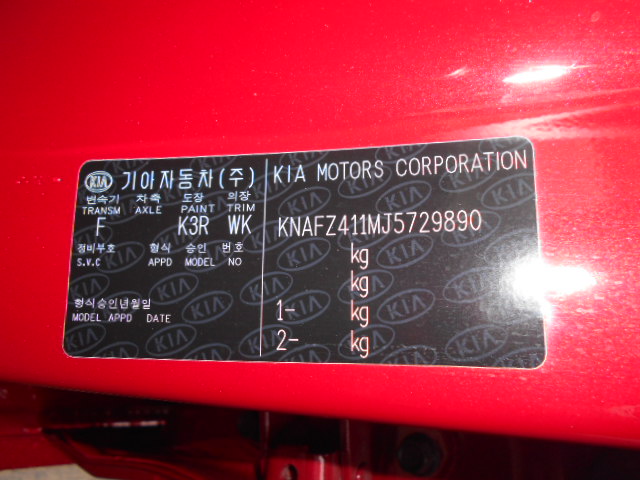 KIA 기아자동차(주)
변속기 차축 도장 의장
TRANSM AXLE PAINT TRIM
F K3R WK
정비부호 형식 승인 번호
S.V.C APPD MODEL NO
형식승인년월일
MODEL APPD DATE
KIA MOTORS CORPORATION
KNAFZ411MJ5729890
kg
kg
1- kg
2- kg